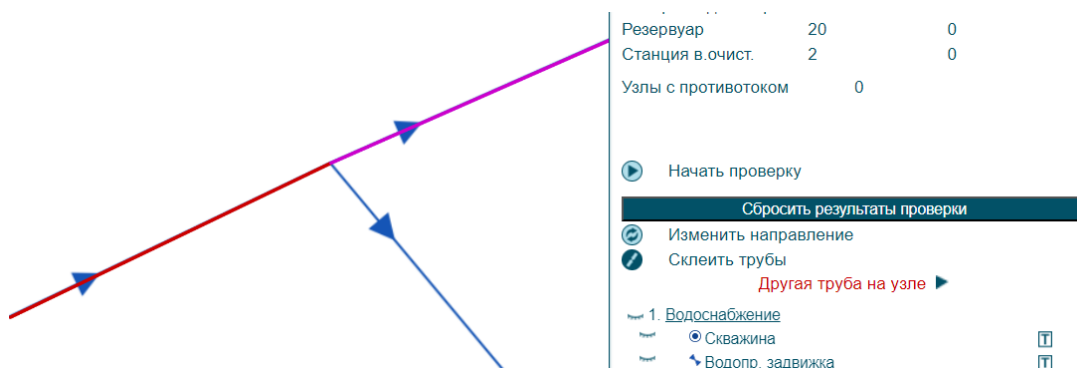 Резервуар 20 0
Станция в.очист. 2 0
Узлы с противотоком 0
Начать проверку
Сбросить результаты проверки
Изменить направление
Склеить трубы
Другая труба на узле
1. Водоснабжение
Скважина T
Водопр. задвижка T